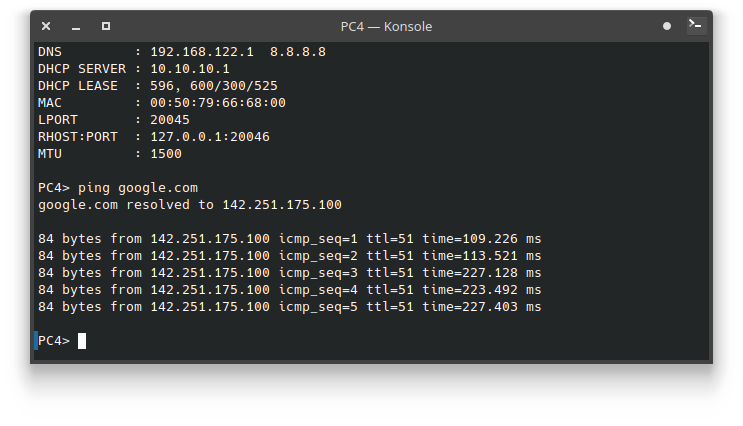 PC4 — Konsole
DNS         : 192.168.122.1  8.8.8.8
DHCP SERVER : 10.10.10.1
DHCP LEASE  : 596, 600/300/525
MAC         : 00:50:79:66:68:00
LPORT       : 20045
RHOST:PORT  : 127.0.0.1:20046
MTU         : 1500
PC4> ping google.com
google.com resolved to 142.251.175.100
84 bytes from 142.251.175.100 icmp_seq=1 ttl=51 time=109.226 ms
84 bytes from 142.251.175.100 icmp_seq=2 ttl=51 time=113.521 ms
84 bytes from 142.251.175.100 icmp_seq=3 ttl=51 time=227.128 ms
84 bytes from 142.251.175.100 icmp_seq=4 ttl=51 time=223.492 ms
84 bytes from 142.251.175.100 icmp_seq=5 ttl=51 time=227.403 ms
PC4>